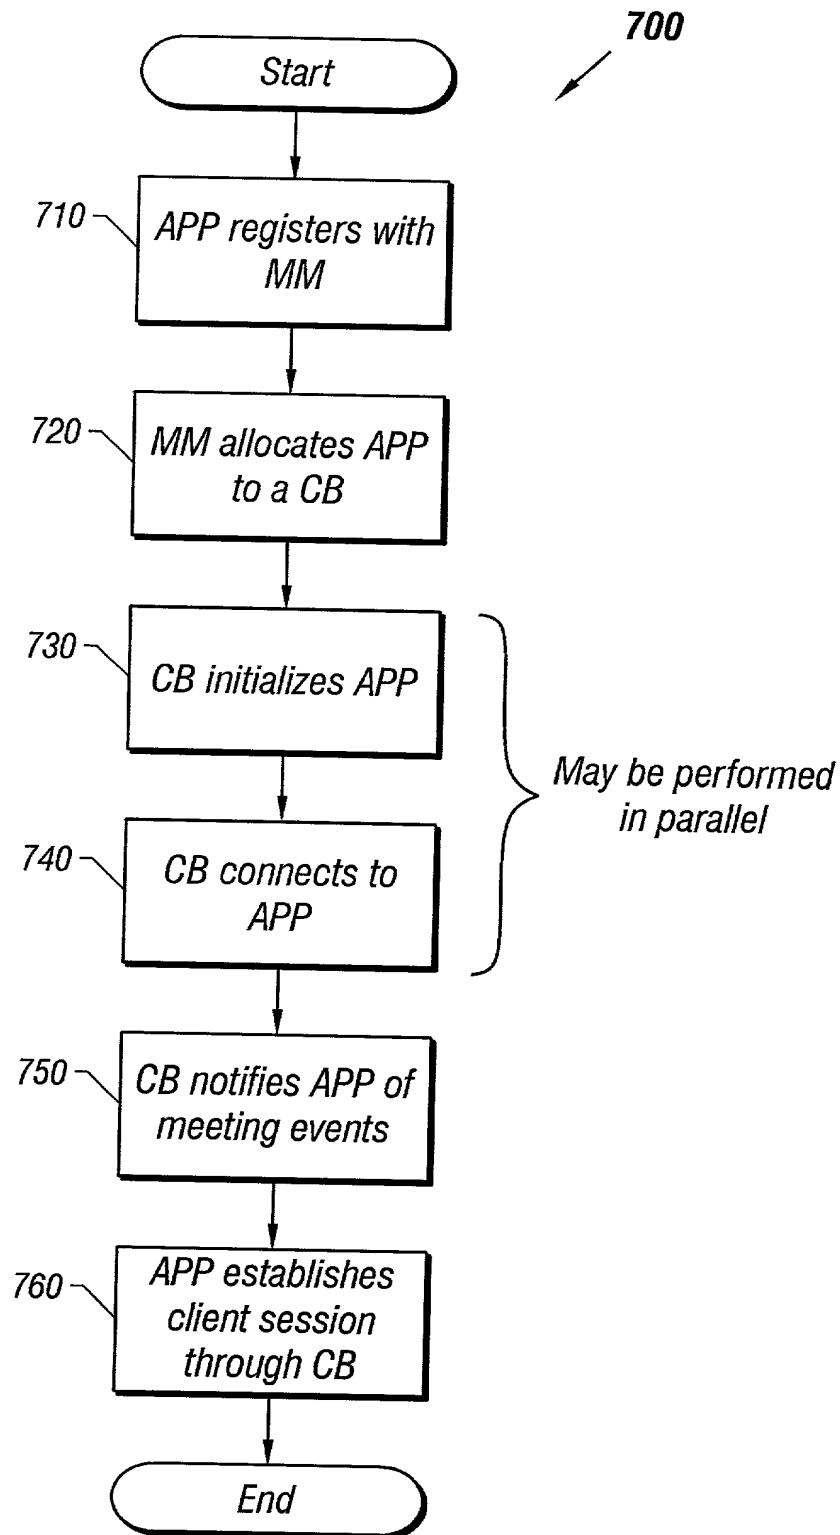 700
Start
710
APP registers with
MM
720
MM allocates APP
to a CB
730
CB initializes APP
May be performed
in parallel
740
CB connects to
APP
750
CB notifies APP of
meeting events
760
APP establishes
client session
through CB
End